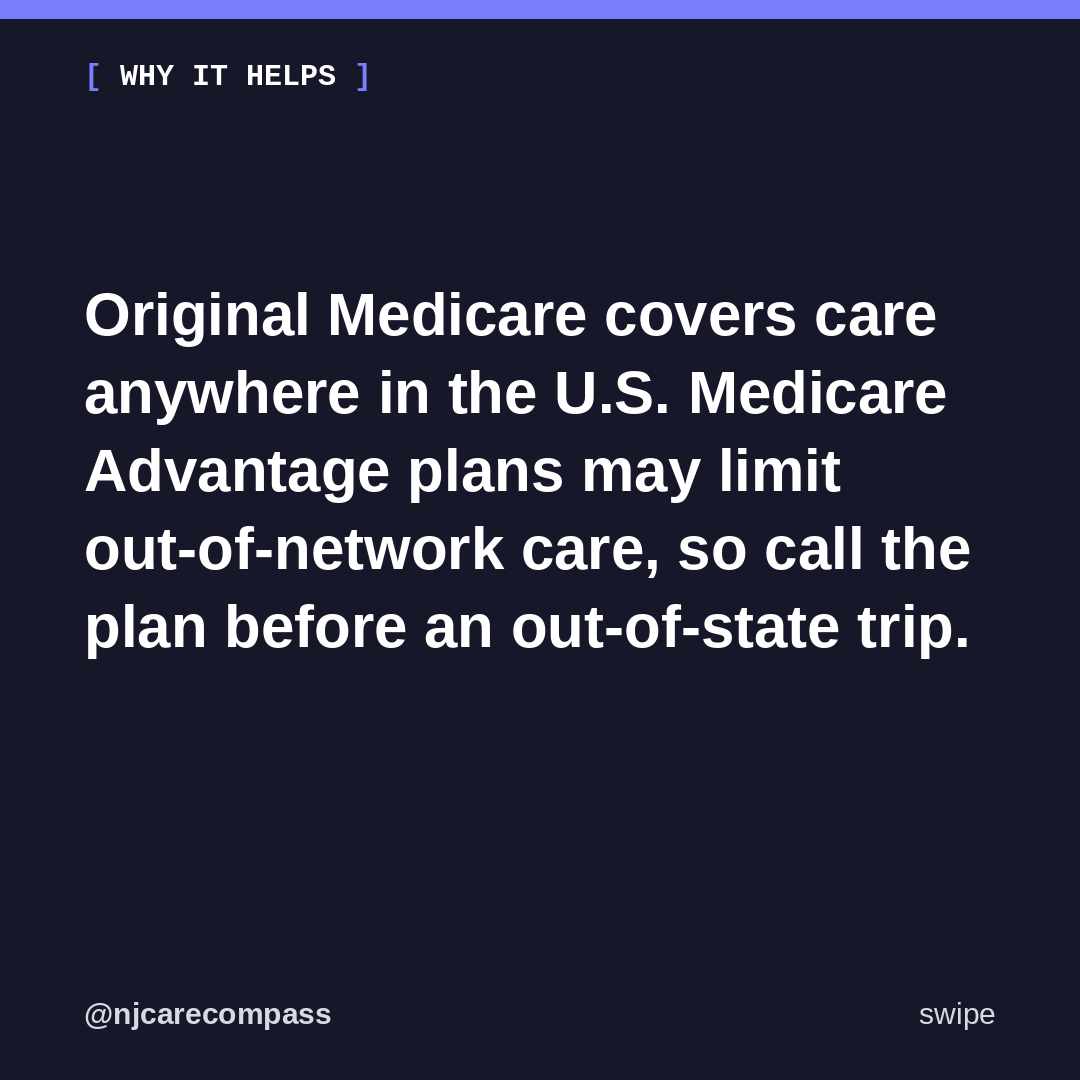 [ WHY IT HELPS ]
Original Medicare covers care
anywhere in the U.S. Medicare
Advantage plans may limit
out-of-network care, so call the
plan before an out-of-state trip.
@njcarecompass
swipe